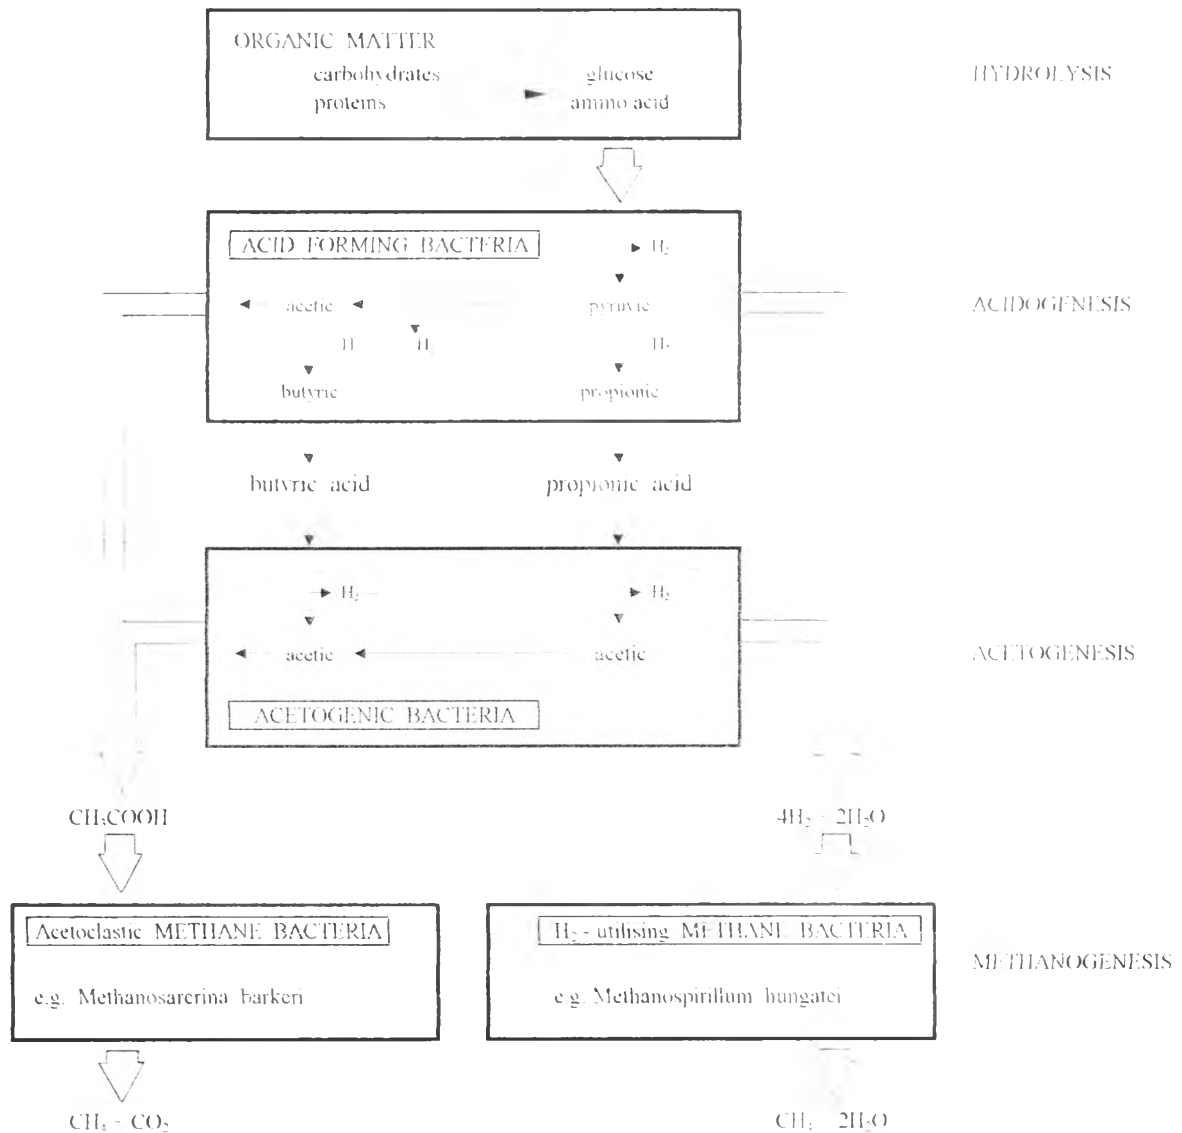 ORGANIC MATTER
carbohydrates glucose
proteins amino acid
HYDROLYSIS
ACID FORMING BACTERIA
H₂
acetic pyruvic
ACIDOGENESIS
H H H₂
butyric propionic
butyric acid propionic acid
H₂ H₂
acetic acetic
ACETOGENESIS
ACETOGENIC BACTERIA
CH₃COOH 4H₂ 2H₂O
Acetoclastic METHANE BACTERIA
H₂ - utilising METHANE BACTERIA
METHANOGENESIS
e.g. Methanosarcina barkeri
e.g. Methanospirillum hungatei
CH₄ - CO₂ CH₄ 2H₂O